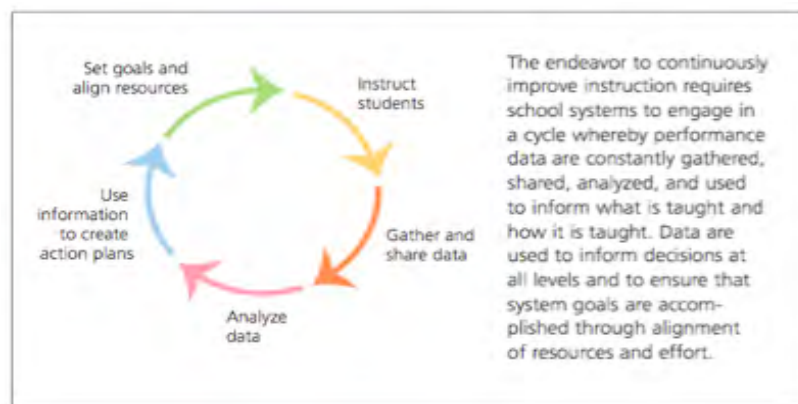 Set goals and
align resources
Instruct
students
Gather and
share data
Analyze
data
Use
information
to create
action plans
The endeavor to continuously
improve instruction requires
school systems to engage in
a cycle whereby performance
data are constantly gathered,
shared, analyzed, and used
to inform what is taught and
how it is taught. Data are
used to inform decisions at
all levels and to ensure that
system goals are accom-
plished through alignment
of resources and effort.